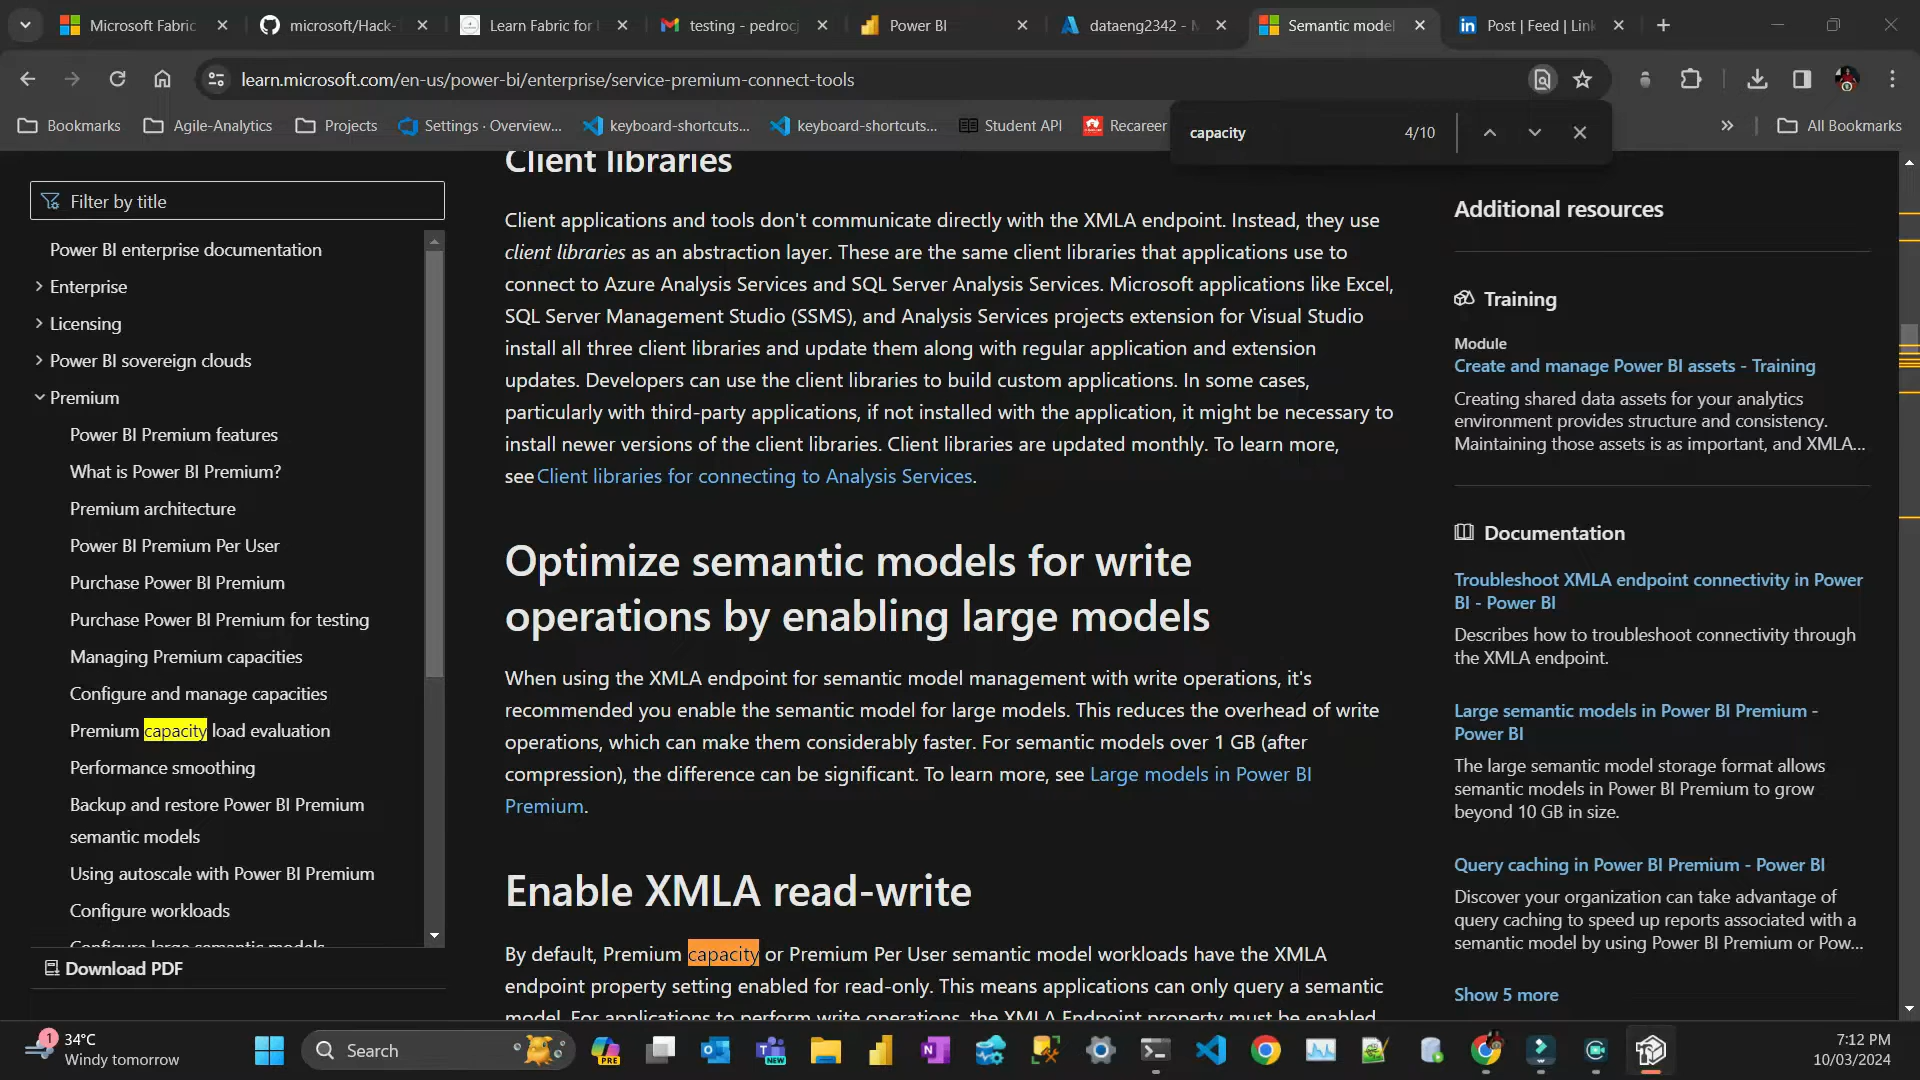 Microsoft Fabric
microsoft/Hack-
Learn Fabric for
testing - pedrocj
Power BI
dataeng2342 - M
Semantic model
Post | Feed | Link
learn.microsoft.com/en-us/power-bi/enterprise/service-premium-connect-tools
Bookmarks
Agile-Analytics
Projects
Settings · Overview...
keyboard-shortcuts...
keyboard-shortcuts...
Student API
Recareer
All Bookmarks
capacity
4/10
Filter by title
Power BI enterprise documentation
Enterprise
Licensing
Power BI sovereign clouds
Premium
Power BI Premium features
What is Power BI Premium?
Premium architecture
Power BI Premium Per User
Purchase Power BI Premium
Purchase Power BI Premium for testing
Managing Premium capacities
Configure and manage capacities
Premium capacity load evaluation
Performance smoothing
Backup and restore Power BI Premium
semantic models
Using autoscale with Power BI Premium
Configure workloads
Configure large semantic models
Download PDF
Client libraries
Client applications and tools don't communicate directly with the XMLA endpoint. Instead, they use
client libraries as an abstraction layer. These are the same client libraries that applications use to
connect to Azure Analysis Services and SQL Server Analysis Services. Microsoft applications like Excel,
SQL Server Management Studio (SSMS), and Analysis Services projects extension for Visual Studio
install all three client libraries and update them along with regular application and extension
updates. Developers can use the client libraries to build custom applications. In some cases,
particularly with third-party applications, if not installed with the application, it might be necessary to
install newer versions of the client libraries. Client libraries are updated monthly. To learn more,
see Client libraries for connecting to Analysis Services.
Optimize semantic models for write
operations by enabling large models
When using the XMLA endpoint for semantic model management with write operations, it's
recommended you enable the semantic model for large models. This reduces the overhead of write
operations, which can make them considerably faster. For semantic models over 1 GB (after
compression), the difference can be significant. To learn more, see Large models in Power BI
Premium.
Enable XMLA read-write
By default, Premium capacity or Premium Per User semantic model workloads have the XMLA
endpoint property setting enabled for read-only. This means applications can only query a semantic
model. For applications to perform write operations, the XMLA Endpoint property must be enabled
Additional resources
Training
Module
Create and manage Power BI assets - Training
Creating shared data assets for your analytics
environment provides structure and consistency.
Maintaining those assets is as important, and XMLA...
Documentation
Troubleshoot XMLA endpoint connectivity in Power
BI - Power BI
Describes how to troubleshoot connectivity through
the XMLA endpoint.
Large semantic models in Power BI Premium -
Power BI
The large semantic model storage format allows
semantic models in Power BI Premium to grow
beyond 10 GB in size.
Query caching in Power BI Premium - Power BI
Discover your organization can take advantage of
query caching to speed up reports associated with a
semantic model by using Power BI Premium or Pow...
Show 5 more
1
34°C
Windy tomorrow
Search
PRE
NEW
7:12 PM
10/03/2024